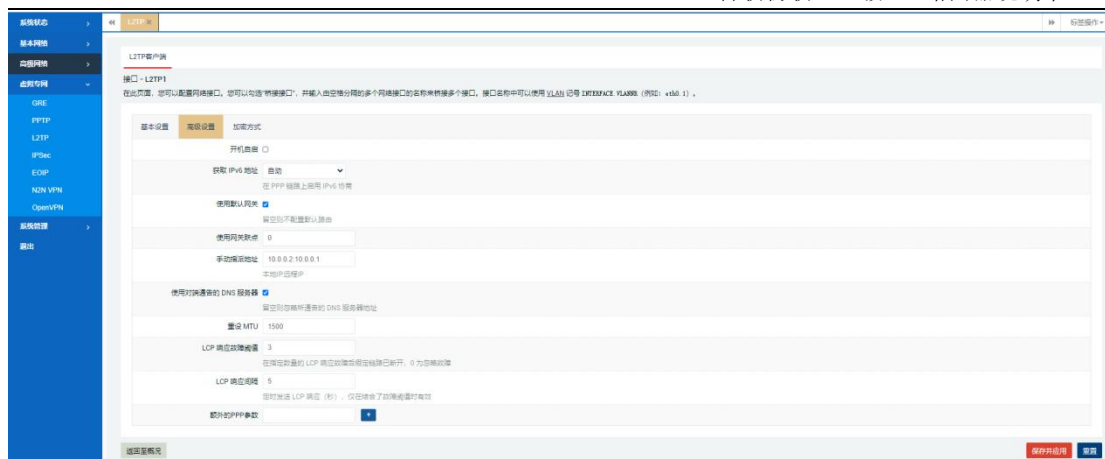 系统状态
基本网络
高级网络
虚拟专网
GRE
PPTP
L2TP
IPSec
EOIP
N2N VPN
OpenVPN
系统管理
退出
L2TP ×
标签操作
L2TP客户端
接口 - L2TP1
在此页面，您可以配置网络接口。您可以勾选“桥接接口”，并输入由空格分隔的多个网络接口的名称来桥接多个接口。接口名称中可以使用 VLAN 记号 INTERFACE.VLANNR（例如：eth0.1）。
基本设置 高级设置 加密方式
开机自启
获取 IPv6 地址 自动
在 PPP 链路上启用 IPv6 协商
使用默认网关
留空则不配置默认路由
使用网关跃点 0
手动指派地址 10.0.0.2:10.0.0.1
本地IP:远程IP
使用对端通告的 DNS 服务器
留空则忽略所通告的 DNS 服务器地址
重设 MTU 1500
LCP 响应故障阈值 3
在指定数量的 LCP 响应故障后假定链路已断开，0 为忽略故障
LCP 响应间隔 5
定时发送 LCP 响应（秒），仅在结合了故障阈值时有效
额外的PPP参数 +
返回至概况
保存并应用 重置